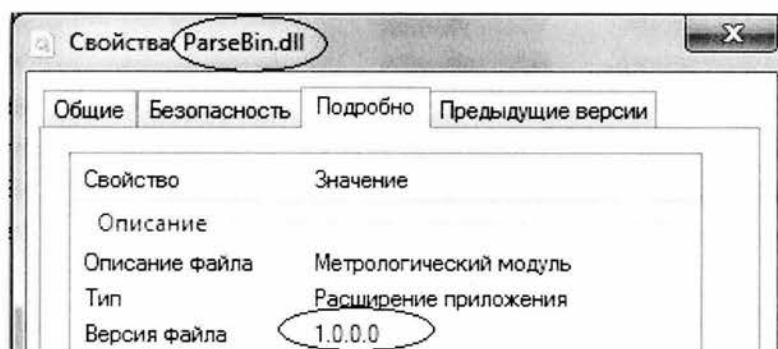 Свойства: ParseBin.dll
Общие Безопасность Подробно Предыдущие версии
Свойство Значение
Описание
Описание файла Метрологический модуль
Тип Расширение приложения
Версия файла 1.0.0.0